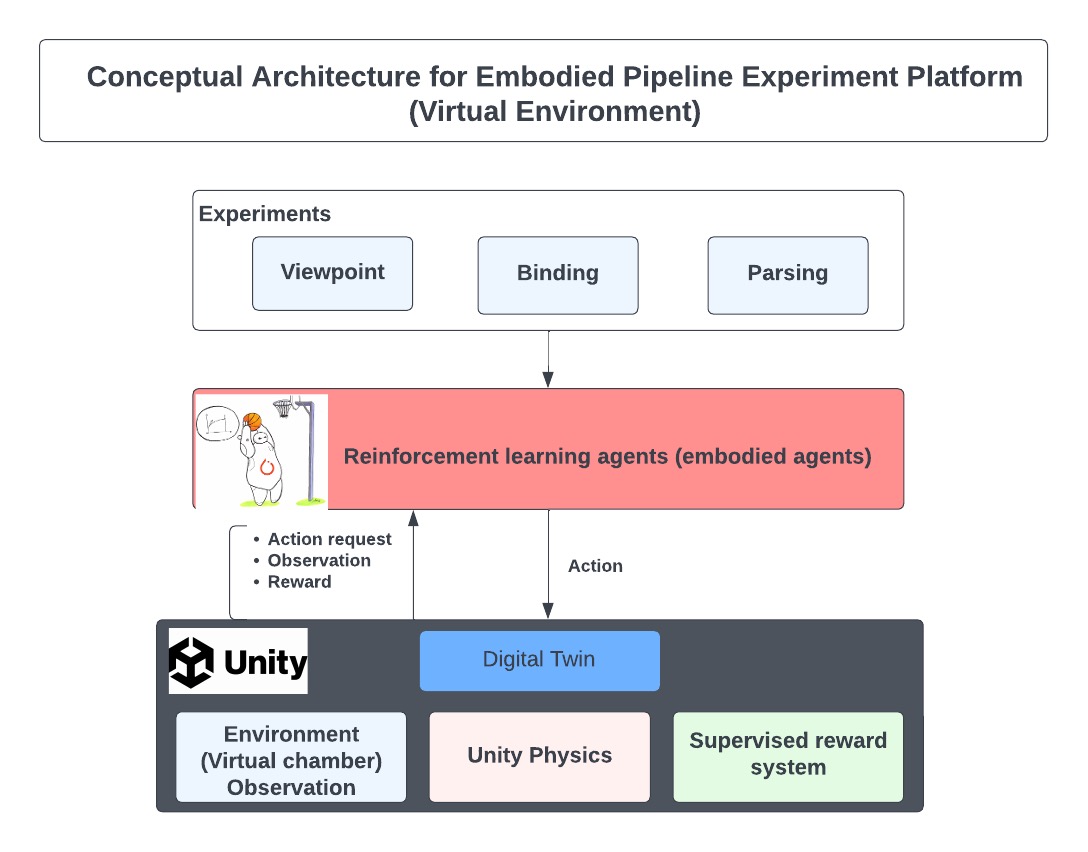 Conceptual Architecture for Embodied Pipeline Experiment Platform
(Virtual Environment)
Experiments
Viewpoint
Binding
Parsing
Reinforcement learning agents (embodied agents)
• Action request
• Observation
• Reward
Action
Unity
Digital Twin
Environment
(Virtual chamber)
Observation
Unity Physics
Supervised reward
system